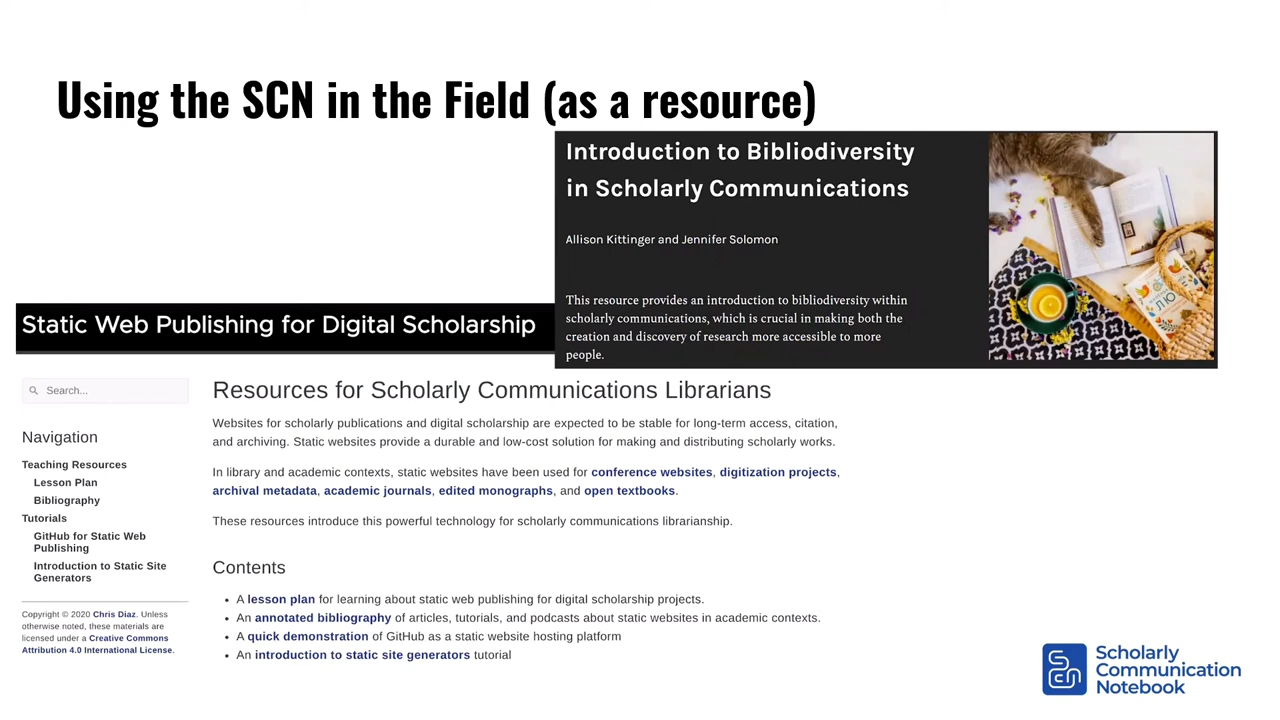 Using the SCN in the Field (as a resource)
Introduction to Bibliodiversity
in Scholarly Communications
Allison Kittinger and Jennifer Solomon
This resource provides an introduction to bibliodiversity within
scholarly communications, which is crucial in making both the
creation and discovery of research more accessible to more
people.
Static Web Publishing for Digital Scholarship
Search...
Navigation
Teaching Resources
Lesson Plan
Bibliography
Tutorials
GitHub for Static Web
Publishing
Introduction to Static Site
Generators
Copyright © 2020 Chris Diaz. Unless
otherwise noted, these materials are
licensed under a Creative Commons
Attribution 4.0 International License.
Resources for Scholarly Communications Librarians
Websites for scholarly publications and digital scholarship are expected to be stable for long-term access, citation,
and archiving. Static websites provide a durable and low-cost solution for making and distributing scholarly works.
In library and academic contexts, static websites have been used for conference websites, digitization projects,
archival metadata, academic journals, edited monographs, and open textbooks.
These resources introduce this powerful technology for scholarly communications librarianship.
Contents
• A lesson plan for learning about static web publishing for digital scholarship projects.
• An annotated bibliography of articles, tutorials, and podcasts about static websites in academic contexts.
• A quick demonstration of GitHub as a static website hosting platform
• An introduction to static site generators tutorial
Scholarly
Communication
Notebook